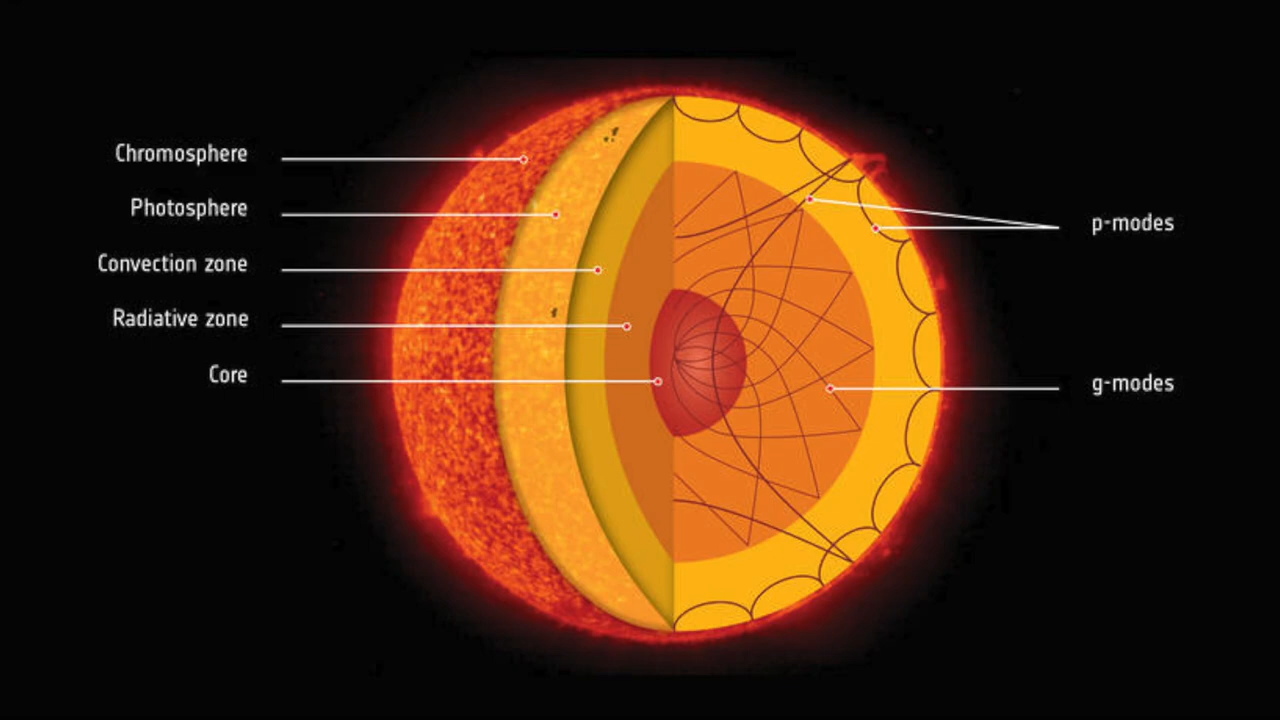 Chromosphere
Photosphere
Convection zone
Radiative zone
Core
p-modes
g-modes